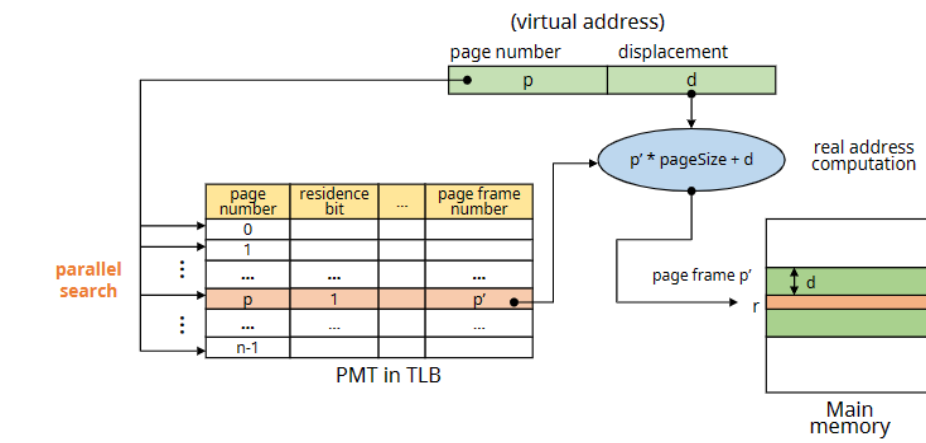 (virtual address)
page number displacement
p d
p' * pageSize + d
real address
computation
page number residence bit ... page frame number
0
1
⋮ ... ... ...
parallel
search
p 1 p'
⋮ ... ... ...
n-1
PMT in TLB
page frame p'
d
r
Main
memory